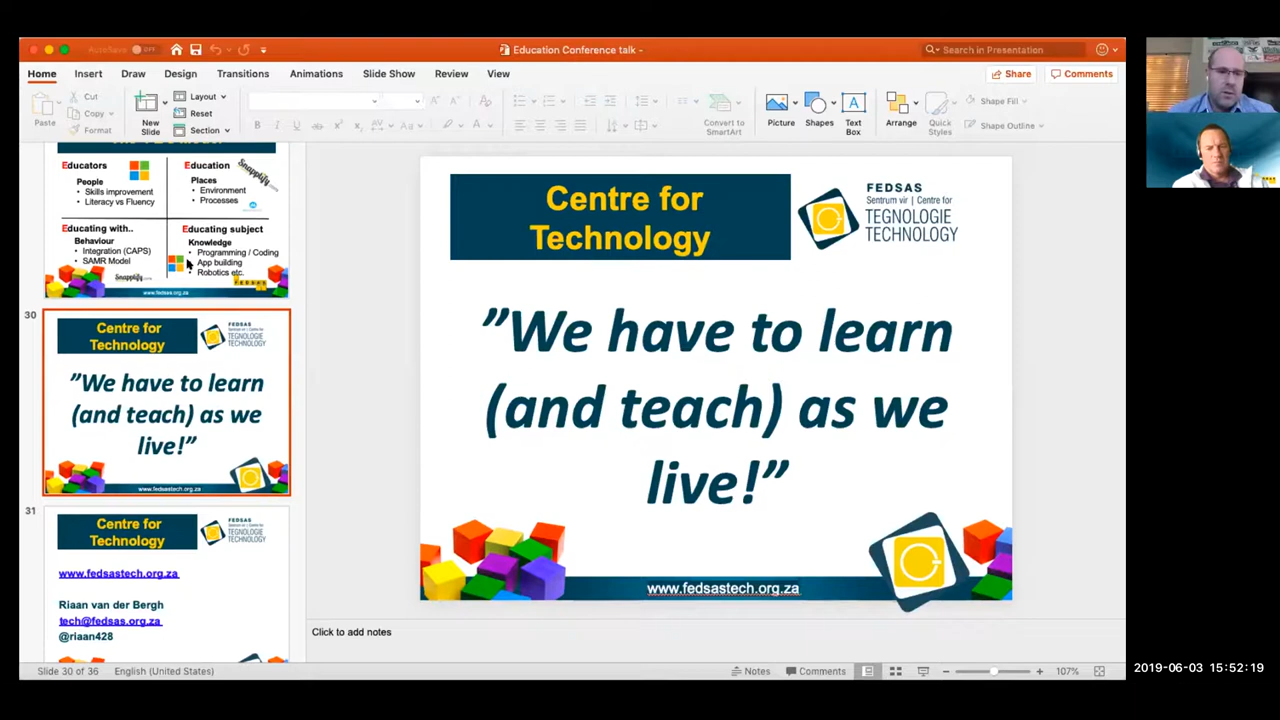 AutoSave OFF
Education Conference talk -
Search in Presentation
Home Insert Draw Design Transitions Animations Slide Show Review View
Share Comments
Paste
Cut
Copy
Format
New Slide
Layout
Reset
Section
Convert to SmartArt
Picture
Shapes
Text Box
Arrange
Quick Styles
Shape Fill
Shape Outline
Educators
People
• Skills improvement
• Literacy vs Fluency
Education
Places
• Environment
• Processes
Snapplify
Educating with..
Behaviour
• Integration (CAPS)
• SAMR Model
Snapplify
Educating subject
Knowledge
• Programming / Coding
• App building
• Robotics etc.
FEDSAS
www.fedsas.org.za
30
Centre for
Technology
”We have to learn
(and teach) as we
live!”
www.fedsastech.org.za
31
Centre for
Technology
www.fedsastech.org.za
Riaan van der Bergh
tech@fedsas.org.za
@riaan428
Centre for
Technology
FEDSAS
Sentrum vir | Centre for
TEGNOLOGIE
TECHNOLOGY
”We have to learn
(and teach) as we
live!”
www.fedsastech.org.za
Click to add notes
Slide 30 of 36 English (United States)
Notes Comments 107%
2019-06-03 15:52:19